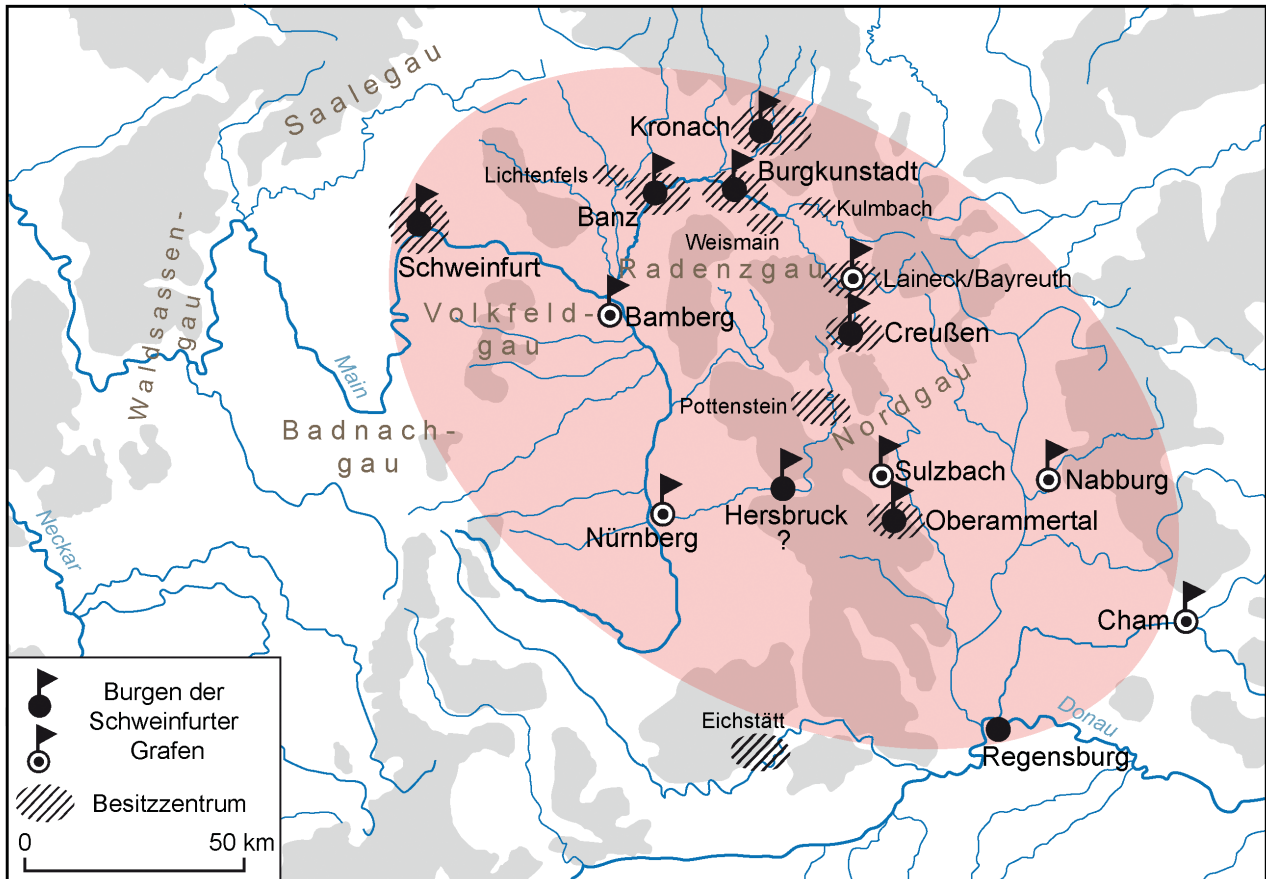 Saalegau
Kronach
Burgkunstadt
Lichtenfels
Banz
Kulmbach
Weismain
Schweinfurt
Radenzgau
Laineck/Bayreuth
Waldsassen-
gau
Volkfeld-
gau
Bamberg
Creußen
Main
Pottenstein
Nordgau
Badnach-
gau
Sulzbach
Nabburg
Hersbruck
?
Oberammertal
Nürnberg
Neckar
Cham
Eichstätt
Donau
Regensburg
Burgen der
Schweinfurter
Grafen
Besitzzentrum
0 50 km